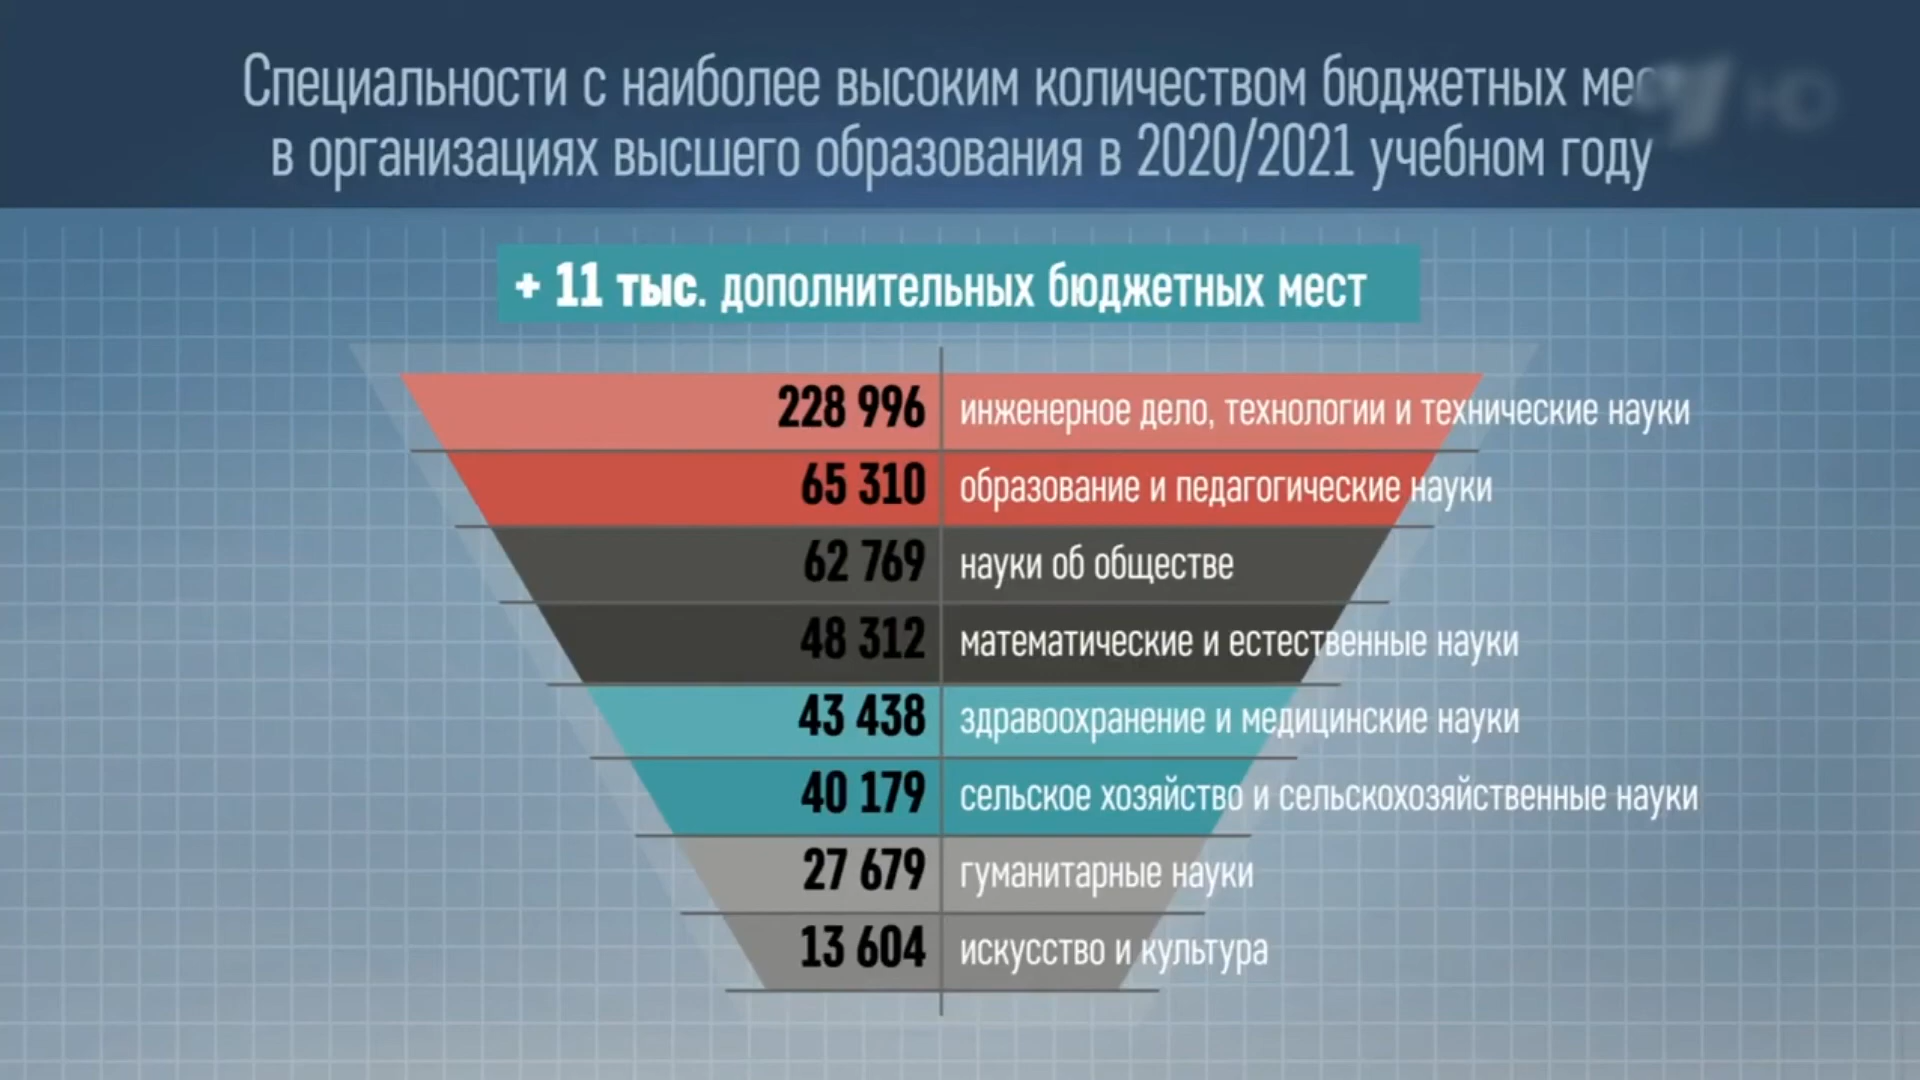 Специальности с наиболее высоким количеством бюджетных
в организациях высшего образования в 2020/2021 учебном году
+ 11 тыс. дополнительных бюджетных мест
228 996 инженерное дело, технологии и технические науки
65 310 образование и педагогические науки
62 769 науки об обществе
48 312 математические и естественные науки
43 438 здравоохранение и медицинские науки
40 179 сельское хозяйство и сельскохозяйственные науки
27 679 гуманитарные науки
13 604 искусство и культура